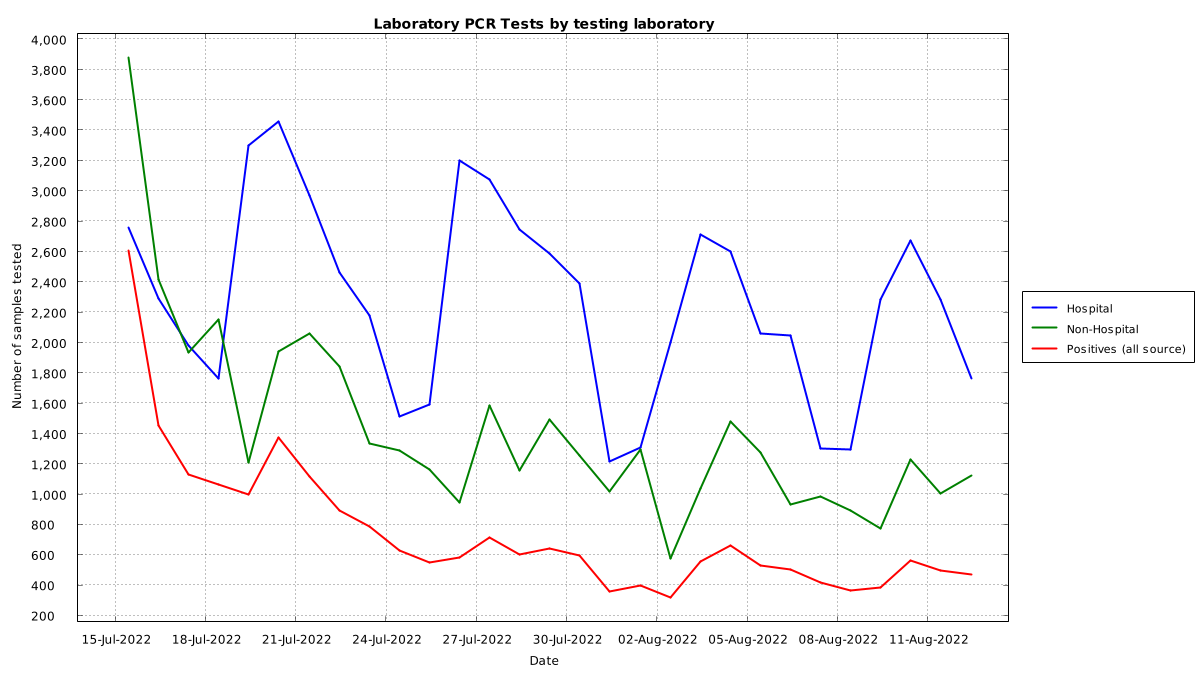 Laboratory PCR Tests by testing laboratory
4,000
3,800
3,600
3,400
3,200
3,000
2,800
2,600
2,400
2,200
2,000
1,800
1,600
1,400
1,200
1,000
800
600
400
200
Number of samples tested
15-Jul-2022 18-Jul-2022 21-Jul-2022 24-Jul-2022 27-Jul-2022 30-Jul-2022 02-Aug-2022 05-Aug-2022 08-Aug-2022 11-Aug-2022
Date
Hospital
Non-Hospital
Positives (all source)